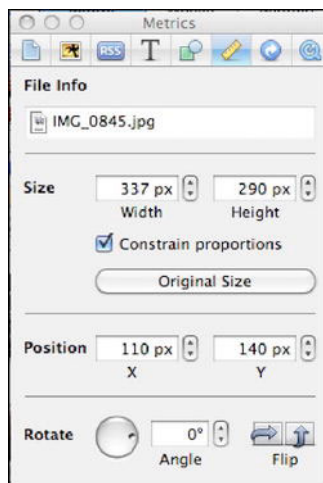 Metrics
RSS T
File Info
IMG_0845.jpg
Size 337 px 290 px
Width Height
Constrain proportions
Original Size
Position 110 px 140 px
X Y
Rotate 0°
Angle Flip